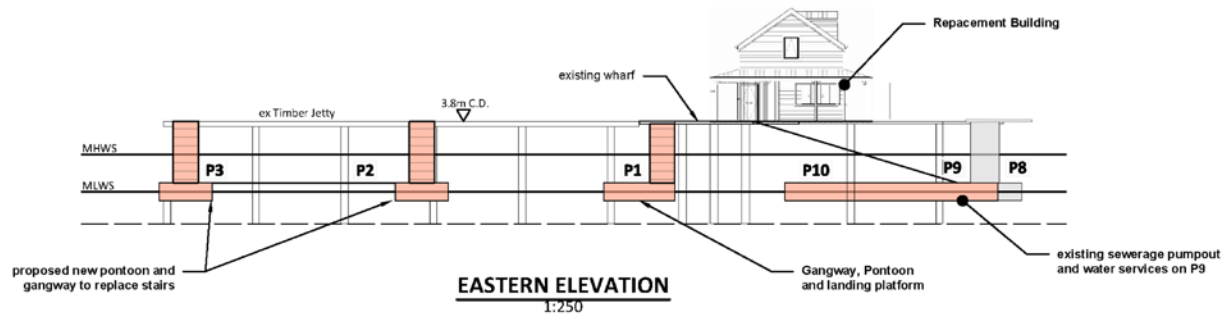 Repacement Building
existing wharf
3.8m C.D.
ex Timber Jetty
MHWS
P3
P2
P1
P10
P9
P8
MLWS
proposed new pontoon and
gangway to replace stairs
Gangway, Pontoon
and landing platform
existing sewerage pumpout
and water services on P9
EASTERN ELEVATION
1:250